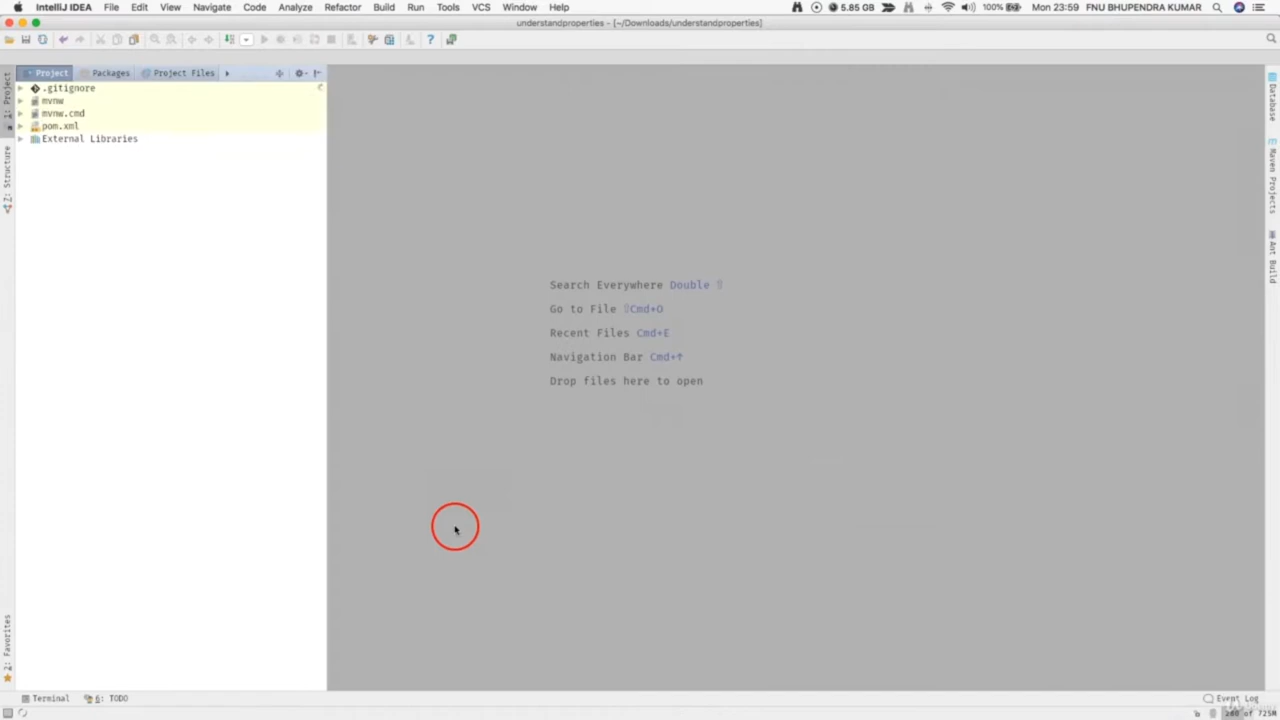 IntelliJ IDEA File Edit View Navigate Code Analyze Refactor Build Run Tools VCS Window Help 5.85 GB 100% Mon 23:59 FNU BHUPENDRA KUMAR
understandproperties - [~/Downloads/understandproperties]
Project Packages Project Files
.gitignore
mvnw
mvnw.cmd
pom.xml
External Libraries
1: Project
Z: Structure
2: Favorites
Search Everywhere Double ⇧
Go to File ⇧Cmd+O
Recent Files Cmd+E
Navigation Bar Cmd+↑
Drop files here to open
Database
Maven Projects
Ant Build
Terminal 6: TODO Event Log
of 725M